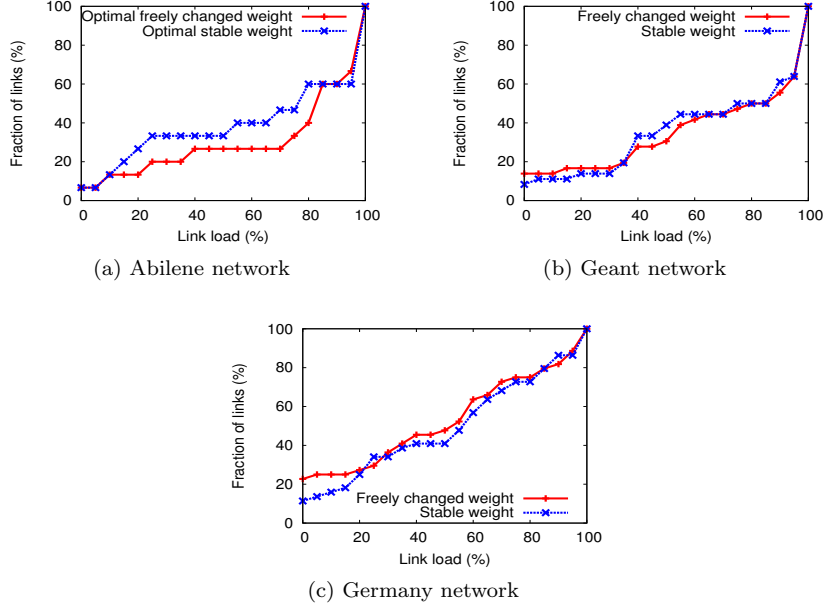 Optimal freely changed weight
Optimal stable weight
Fraction of links (%)
100
80
60
40
20
0
0 20 40 60 80 100
Link load (%)
(a) Abilene network
Freely changed weight
Stable weight
Fraction of links (%)
100
80
60
40
20
0
0 20 40 60 80 100
Link load (%)
(b) Geant network
Fraction of links (%)
100
80
60
40
20
0
Freely changed weight
Stable weight
0 20 40 60 80 100
Link load (%)
(c) Germany network